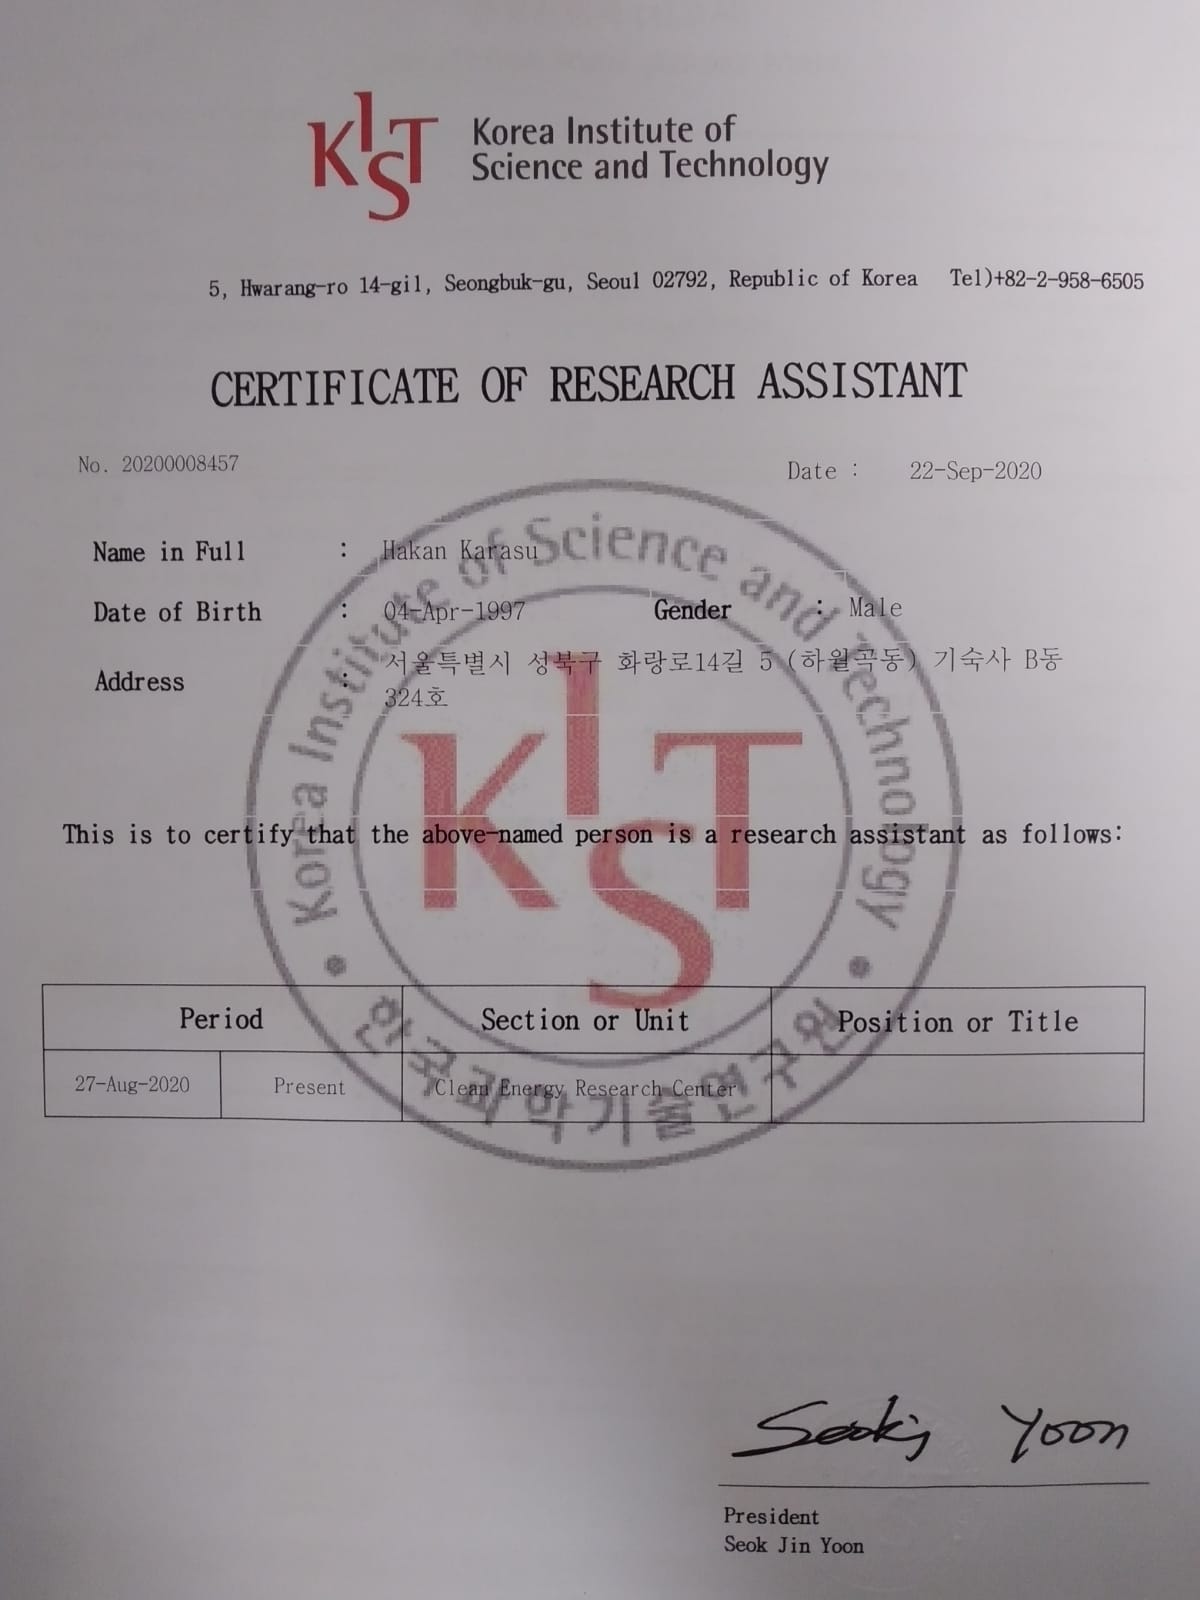 KIST
Korea Institute of
Science and Technology
5, Hwarang-ro 14-gil, Seongbuk-gu, Seoul 02792, Republic of Korea Tel)+82-2-958-6505
CERTIFICATE OF RESEARCH ASSISTANT
No. 20200008457
Date : 22-Sep-2020
Name in Full : Hakan Karasu
Date of Birth : 04-Apr-1997 Gender : Male
Address : 서울특별시 성북구 화랑로14길 5 (하월곡동) 기숙사 B동
324호
Korea Institute of Science and Technology
KIST
한국과학기술연구원
This is to certify that the above-named person is a research assistant as follows:
Period Section or Unit Position or Title
27-Aug-2020 Present Clean Energy Research Center
Seokj Yoon
President
Seok Jin Yoon